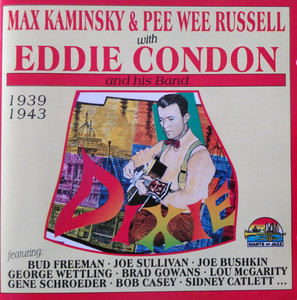 MAX KAMINSKY & PEE WEE RUSSELL
with
EDDIE CONDON
and his Band
1939
1943
DIXIE
featuring:
BUD FREEMAN - JOE SULLIVAN - JOE BUSHKIN
GEORGE WETTLING - BRAD GOWANS - LOU McGARITY
GENE SCHROEDER - BOB CASEY - SIDNEY CATLETT ...
GIANTS OF JAZZ